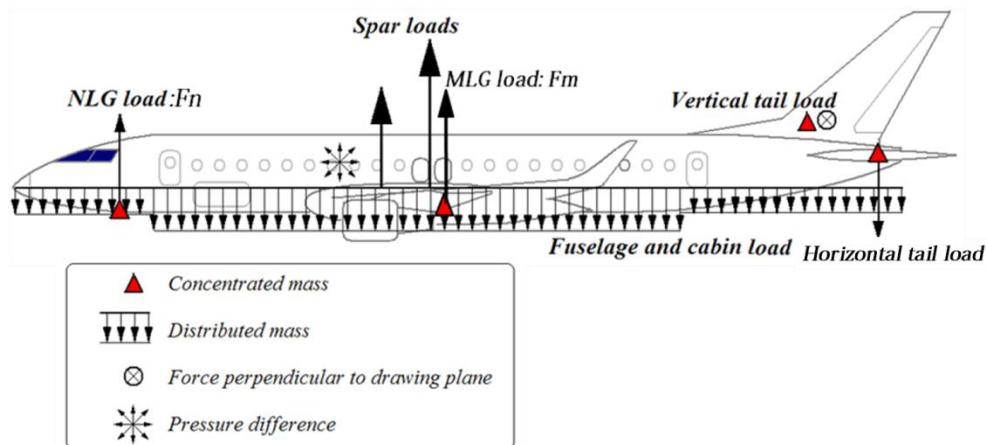 Spar loads
MLG load: Fm
NLG load:Fn
Vertical tail load
Fuselage and cabin load
Horizontal tail load
Concentrated mass
Distributed mass
Force perpendicular to drawing plane
Pressure difference